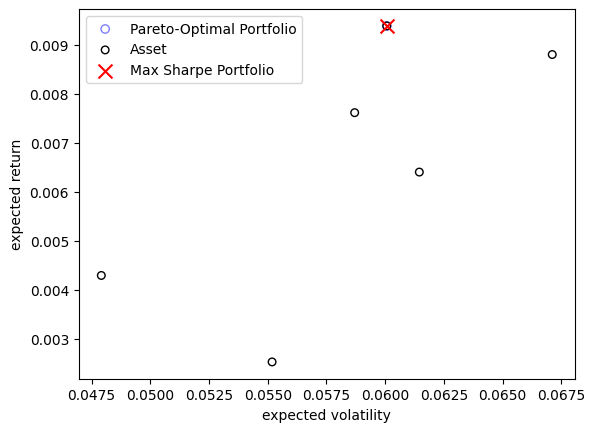 Pareto-Optimal Portfolio
Asset
Max Sharpe Portfolio
0.009
0.008
0.007
0.006
0.005
0.004
0.003
expected return
0.0475 0.0500 0.0525 0.0550 0.0575 0.0600 0.0625 0.0650 0.0675
expected volatility